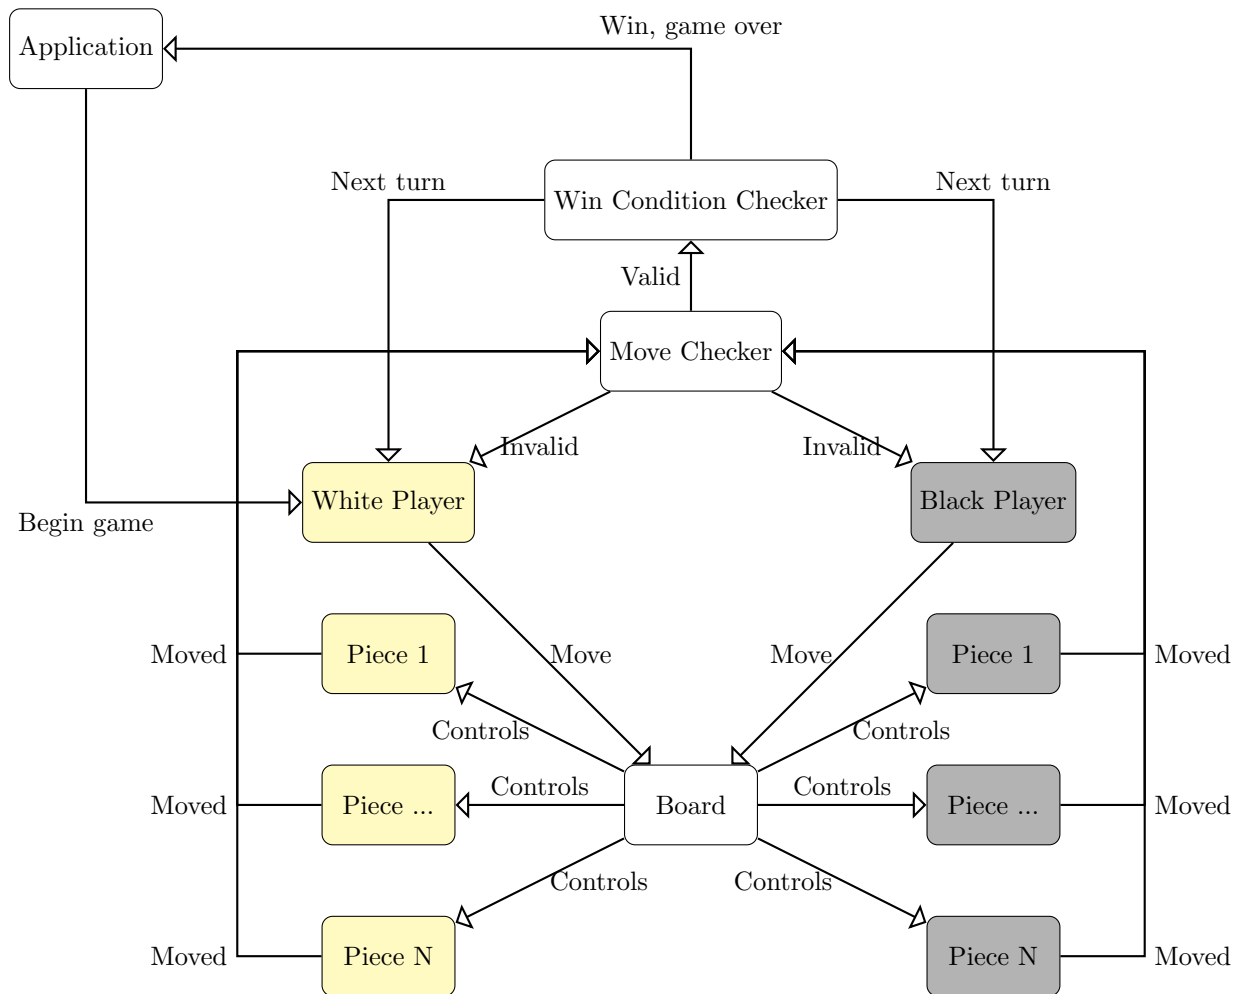 Win, game over
Application
Next turn
Next turn
Win Condition Checker
Valid
Move Checker
Invalid
Invalid
White Player
Black Player
Begin game
Moved
Piece 1
Move
Move
Piece 1
Moved
Controls
Controls
Controls
Controls
Moved
Piece ...
Board
Piece ...
Moved
Controls
Controls
Moved
Piece N
Piece N
Moved